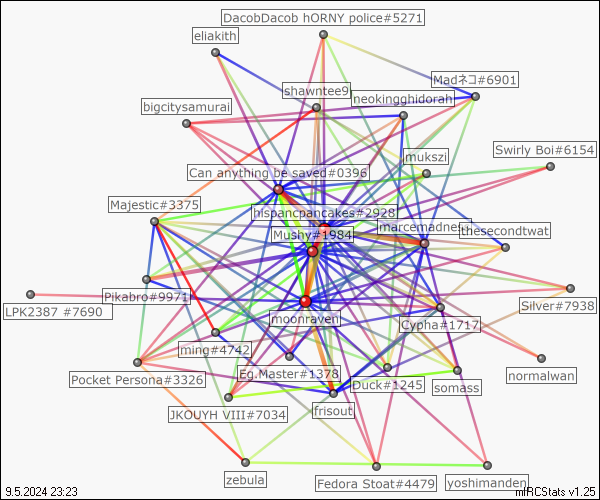 DacobDacob hORNY police#5271
eliakith
Madネコ#6901
shawntee9
neokingghidorah
bigcitysamurai
mukszi
Swirly Boi#6154
Can anything be saved#0396
Majestic#3375
hispancpancakes#2928
marcemadness
thesecondtwat
Mushy#1984
Pikabro#9971
Silver#7938
LPK2387 #7690
moonraven
Cypha#1717
ming#4742
normalwan
Pocket Persona#3326
Eg.Master#1378
Duck#1245
somass
JKOUYH VIII#7034
frisout
zebula
Fedora Stoat#4479
yoshimanden
9.5.2024 23:23
mIRCStats v1.25